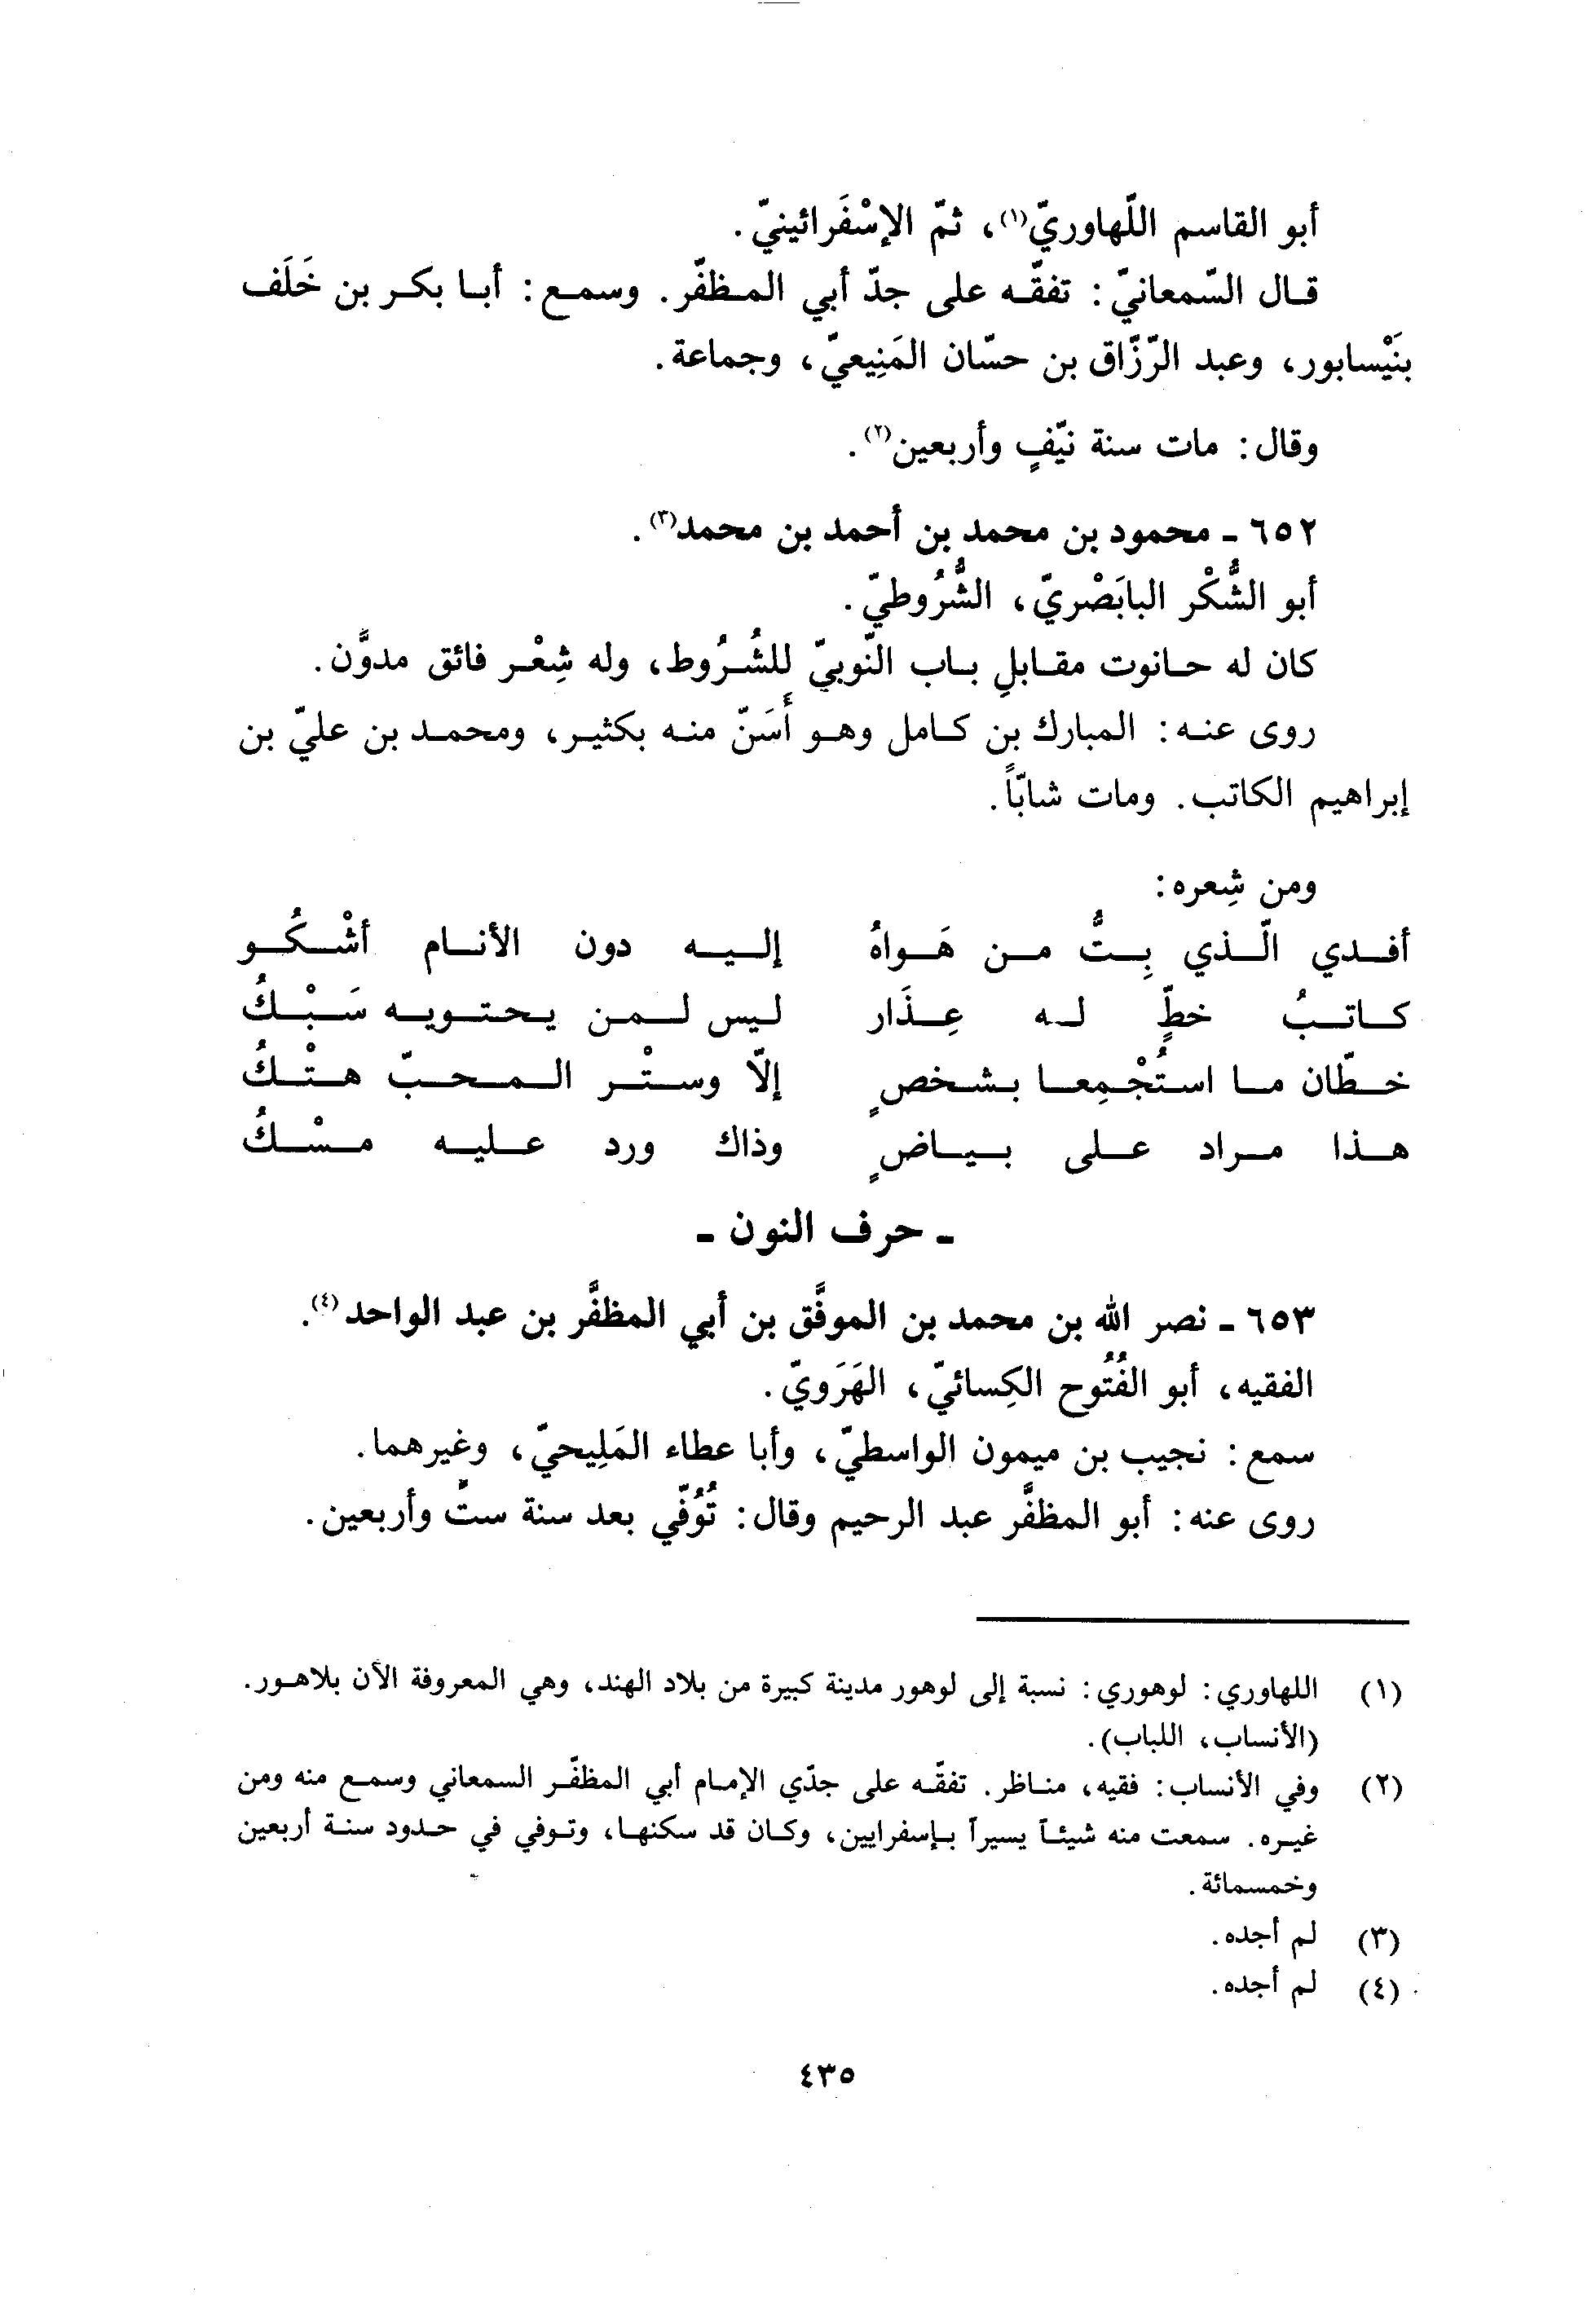 أبو القاسم اللّهاوريّ(١)، ثمّ الإسْفَرائينيّ.
قال السّمعانيّ: تفقّه على جدّ أبي المظفّر. وسمع: أبا بكر بن خَلَف
بنَيْسابور، وعبد الرّزّاق بن حسّان المَنِيعيّ، وجماعة.
وقال: مات سنة نيّفٍ وأربعين(٢).
٦٥٢ ـ محمود بن محمد بن أحمد بن محمد(٣).
أبو الشُّكْر البابَصْريّ، الشُّرُوطيّ.
كان له حانوت مقابلِ باب النّوبيّ للشُرُوط، وله شِعْر فائق مدوَّن.
روى عنه: المبارك بن كامل وهو أَسَنّ منه بكثير، ومحمد بن عليّ بن
إبراهيم الكاتب. ومات شابّاً.
ومن شِعره:
أفدي الّذي بِتُّ من هَواهُ إليه دون الأنام أشْكُو
كاتبُ خطٍّ له عِذَار ليس لمن يحتويه سَبْكُ
خطّان ما استُجْمِعا بشخصٍ إلاّ وستْر المحبّ هتْكُ
هذا مراد على بياضٍ وذاك ورد عليه مسْكُ
ـ حرف النون ـ
٦٥٣ ـ نصر الله بن محمد بن الموفَّق بن أبي المظفَّر بن عبد الواحد(٤).
الفقيه، أبو الفُتُوح الكِسائيّ، الهَرَويّ.
سمع: نجيب بن ميمون الواسطيّ، وأبا عطاء المَلِيحيّ، وغيرهما.
روى عنه: أبو المظفَّر عبد الرحيم وقال: تُوُفّي بعد سنة ستّ وأربعين.
(١) اللهاوري: لوهوري: نسبة إلى لوهور مدينة كبيرة من بلاد الهند، وهي المعروفة الآن بلاهور.
(الأنساب، اللباب).
(٢) وفي الأنساب: فقيه، مناظر. تفقّه على جدّي الإمام أبي المظفّر السمعاني وسمع منه ومن
غيره. سمعت منه شيئاً يسيراً بإسفرايين، وكان قد سكنها، وتوفي في حدود سنة أربعين
وخمسمائة.
(٣) لم أجده.
(٤) لم أجده.
٤٣٥